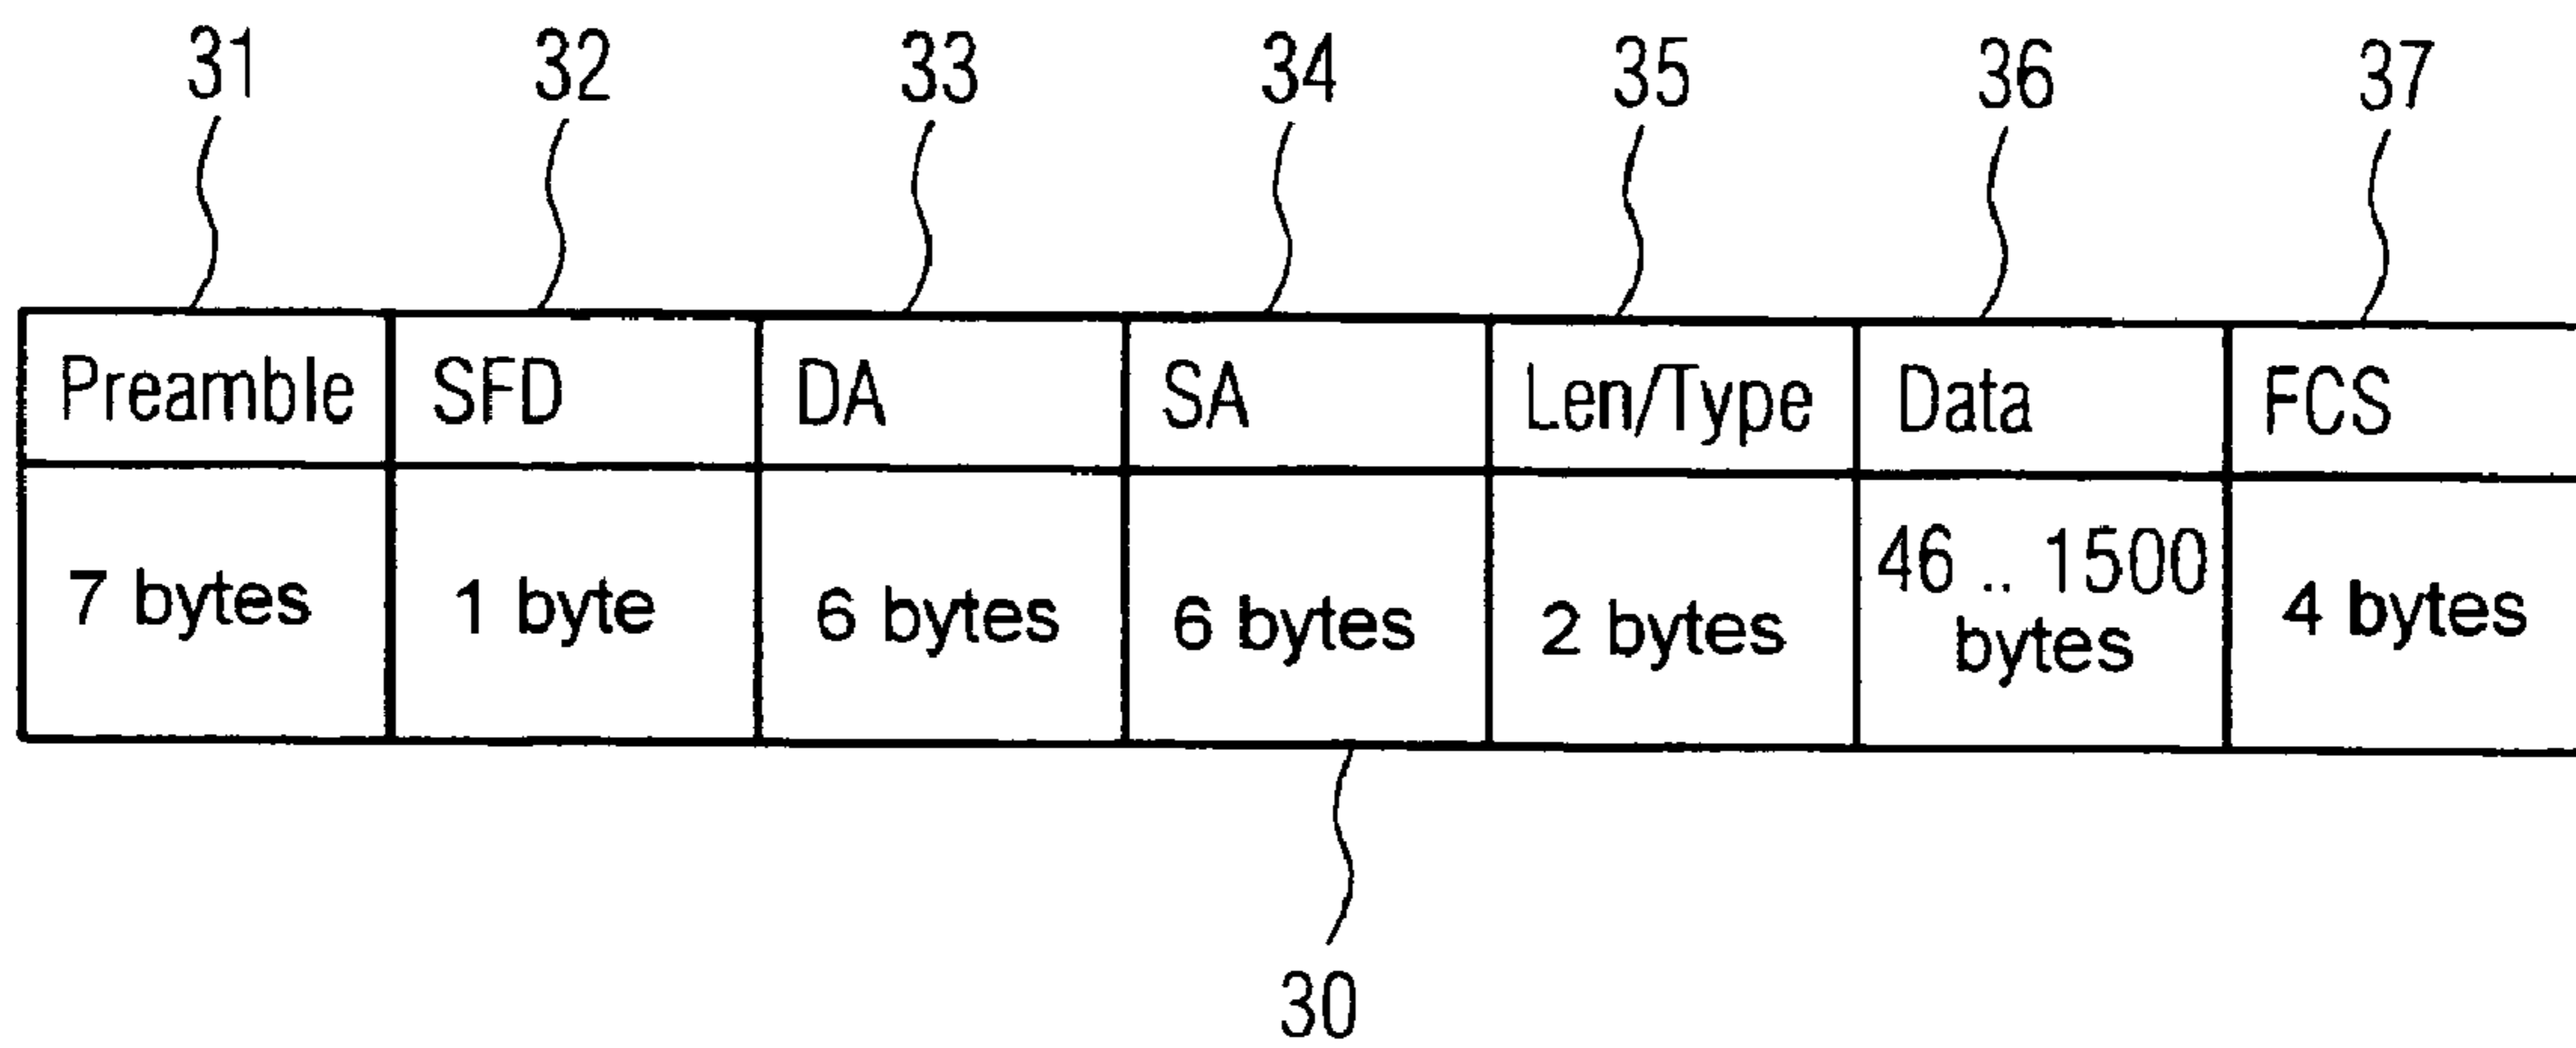 31 32 33 34 35 36 37
Preamble SFD DA SA Len/Type Data FCS
7 bytes 1 byte 6 bytes 6 bytes 2 bytes 46 .. 1500 bytes 4 bytes
30